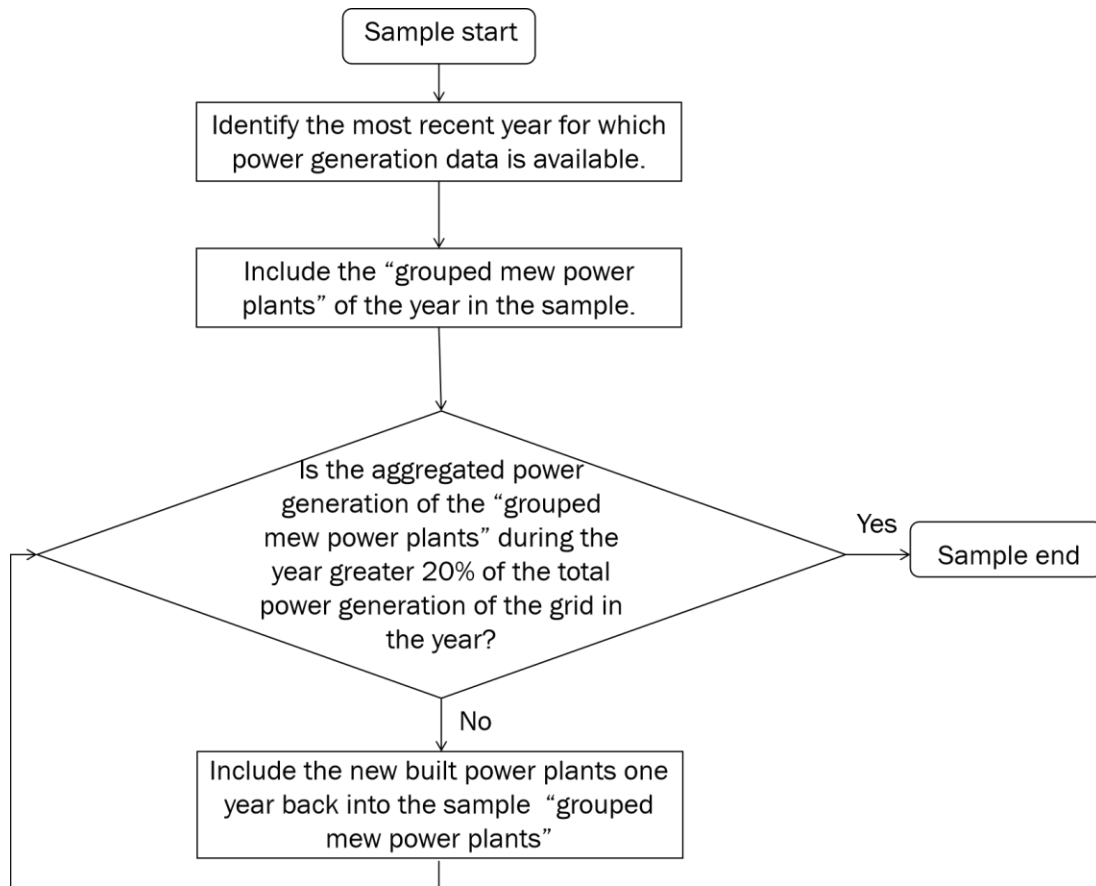 Sample start
Identify the most recent year for which
power generation data is available.
Include the “grouped mew power
plants” of the year in the sample.
Is the aggregated power
generation of the “grouped
mew power plants” during the
year greater 20% of the total
power generation of the grid in
the year?
Yes
Sample end
No
Include the new built power plants one
year back into the sample “grouped
mew power plants”